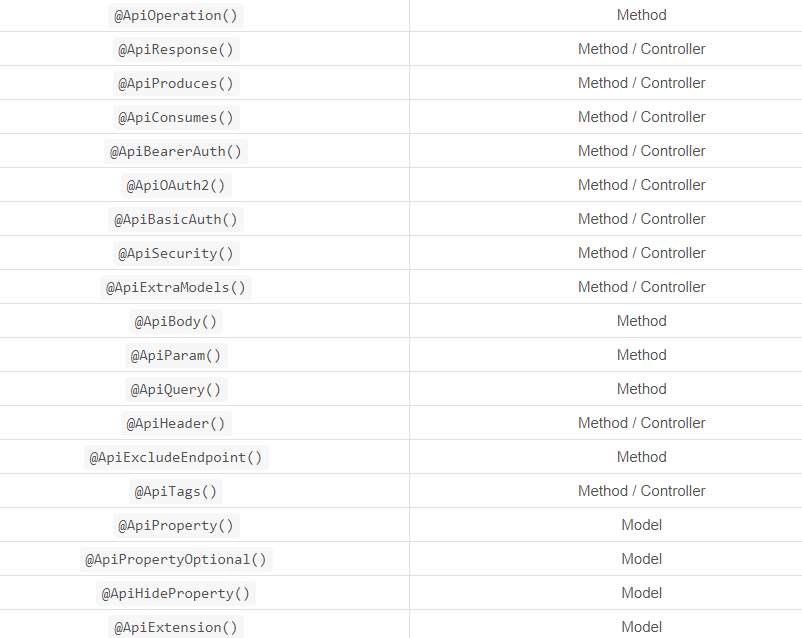 @ApiOperation() Method
@ApiResponse() Method / Controller
@ApiProduces() Method / Controller
@ApiConsumes() Method / Controller
@ApiBearerAuth() Method / Controller
@ApiOAuth2() Method / Controller
@ApiBasicAuth() Method / Controller
@ApiSecurity() Method / Controller
@ApiExtraModels() Method / Controller
@ApiBody() Method
@ApiParam() Method
@ApiQuery() Method
@ApiHeader() Method / Controller
@ApiExcludeEndpoint() Method
@ApiTags() Method / Controller
@ApiProperty() Model
@ApiPropertyOptional() Model
@ApiHideProperty() Model
@ApiExtension() Model